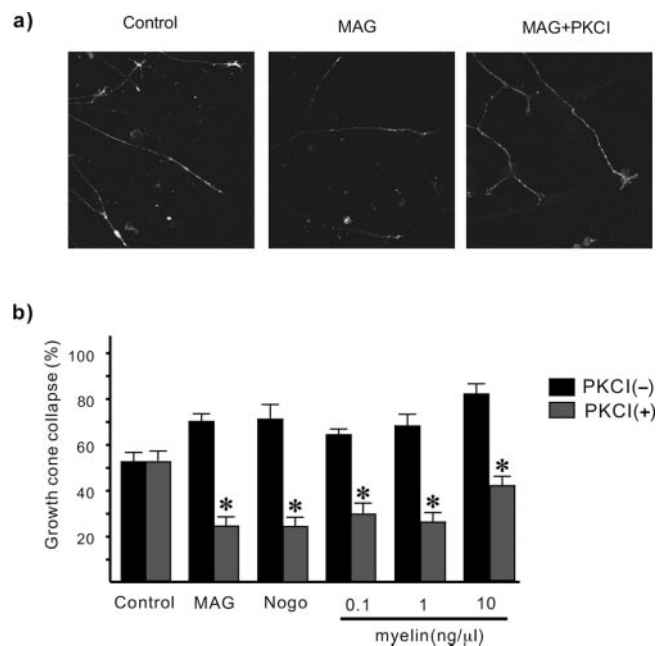 a)
Control MAG MAG+PKCI
b)
Growth cone collapse (%)
100
80
60
40
20
* * * * *
PKCI(−)
PKCI(+)
Control MAG Nogo 0.1 1 10
myelin(ng/μl)